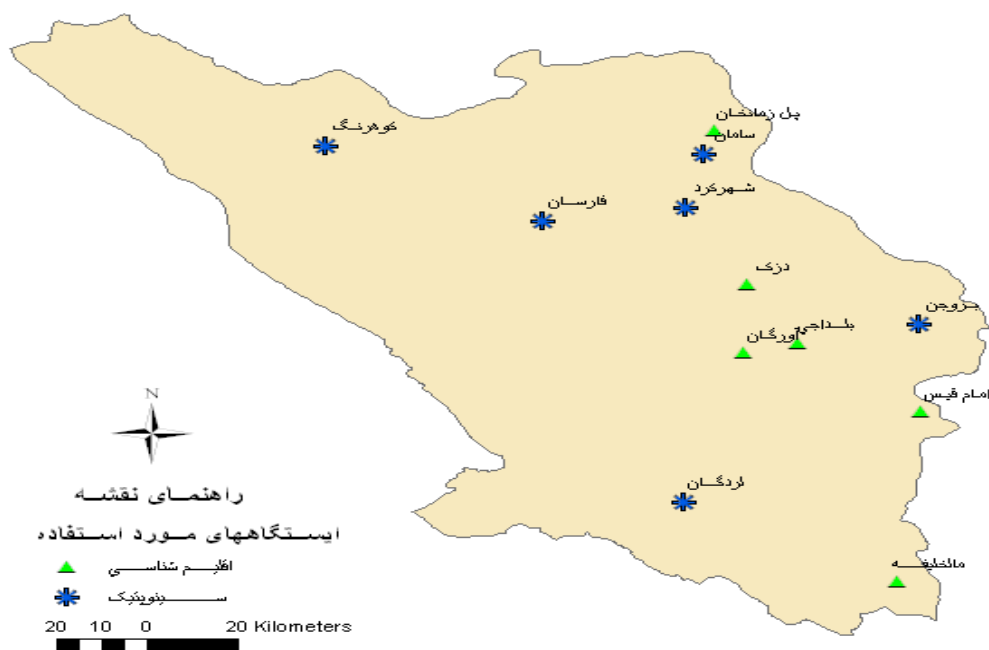 پل زمانخان
سامان
کوهرنگ
شهرکرد
فارسان
دزک
بروجن
بلداجی
آورگان
امام قیس
لردگان
مالخلیفه
N
راهنمای نقشه
ایستگاههای مورد استفاده
اقلیم شناسی
سینوپتیک
20 10 0 20 Kilometers